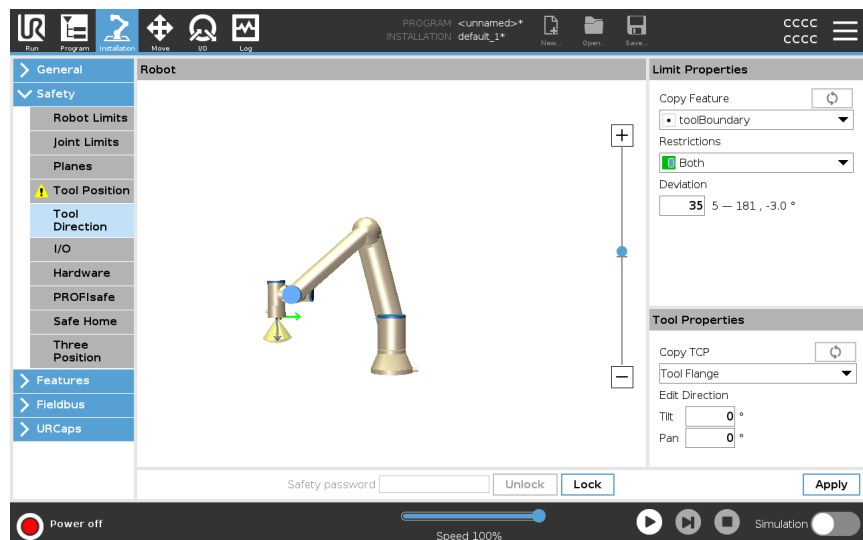 PROGRAM <unnamed>*
INSTALLATION default_1*
CCCC
CCCC
Run Program Installation Move I/O Log New... Open... Save...
General
Safety
Robot Limits
Joint Limits
Planes
Tool Position
Tool
Direction
I/O
Hardware
PROFIsafe
Safe Home
Three
Position
Features
Fieldbus
URCaps
Robot
Limit Properties
Copy Feature
toolBoundary
Restrictions
Both
Deviation
35 5 — 181 , -3.0 °
Tool Properties
Copy TCP
Tool Flange
Edit Direction
Tilt 0 °
Pan 0 °
Safety password Unlock Lock Apply
Power off
Speed 100%
Simulation